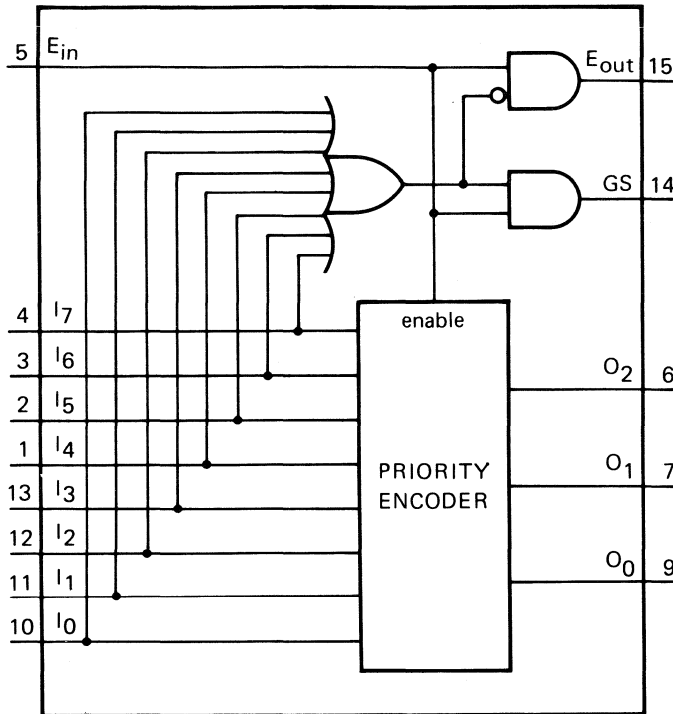 5 E_in
E_out 15
GS 14
4 I_7
enable
3 I_6
O_2 6
2 I_5
1 I_4
PRIORITY
ENCODER
O_1 7
13 I_3
12 I_2
O_0 9
11 I_1
10 I_0